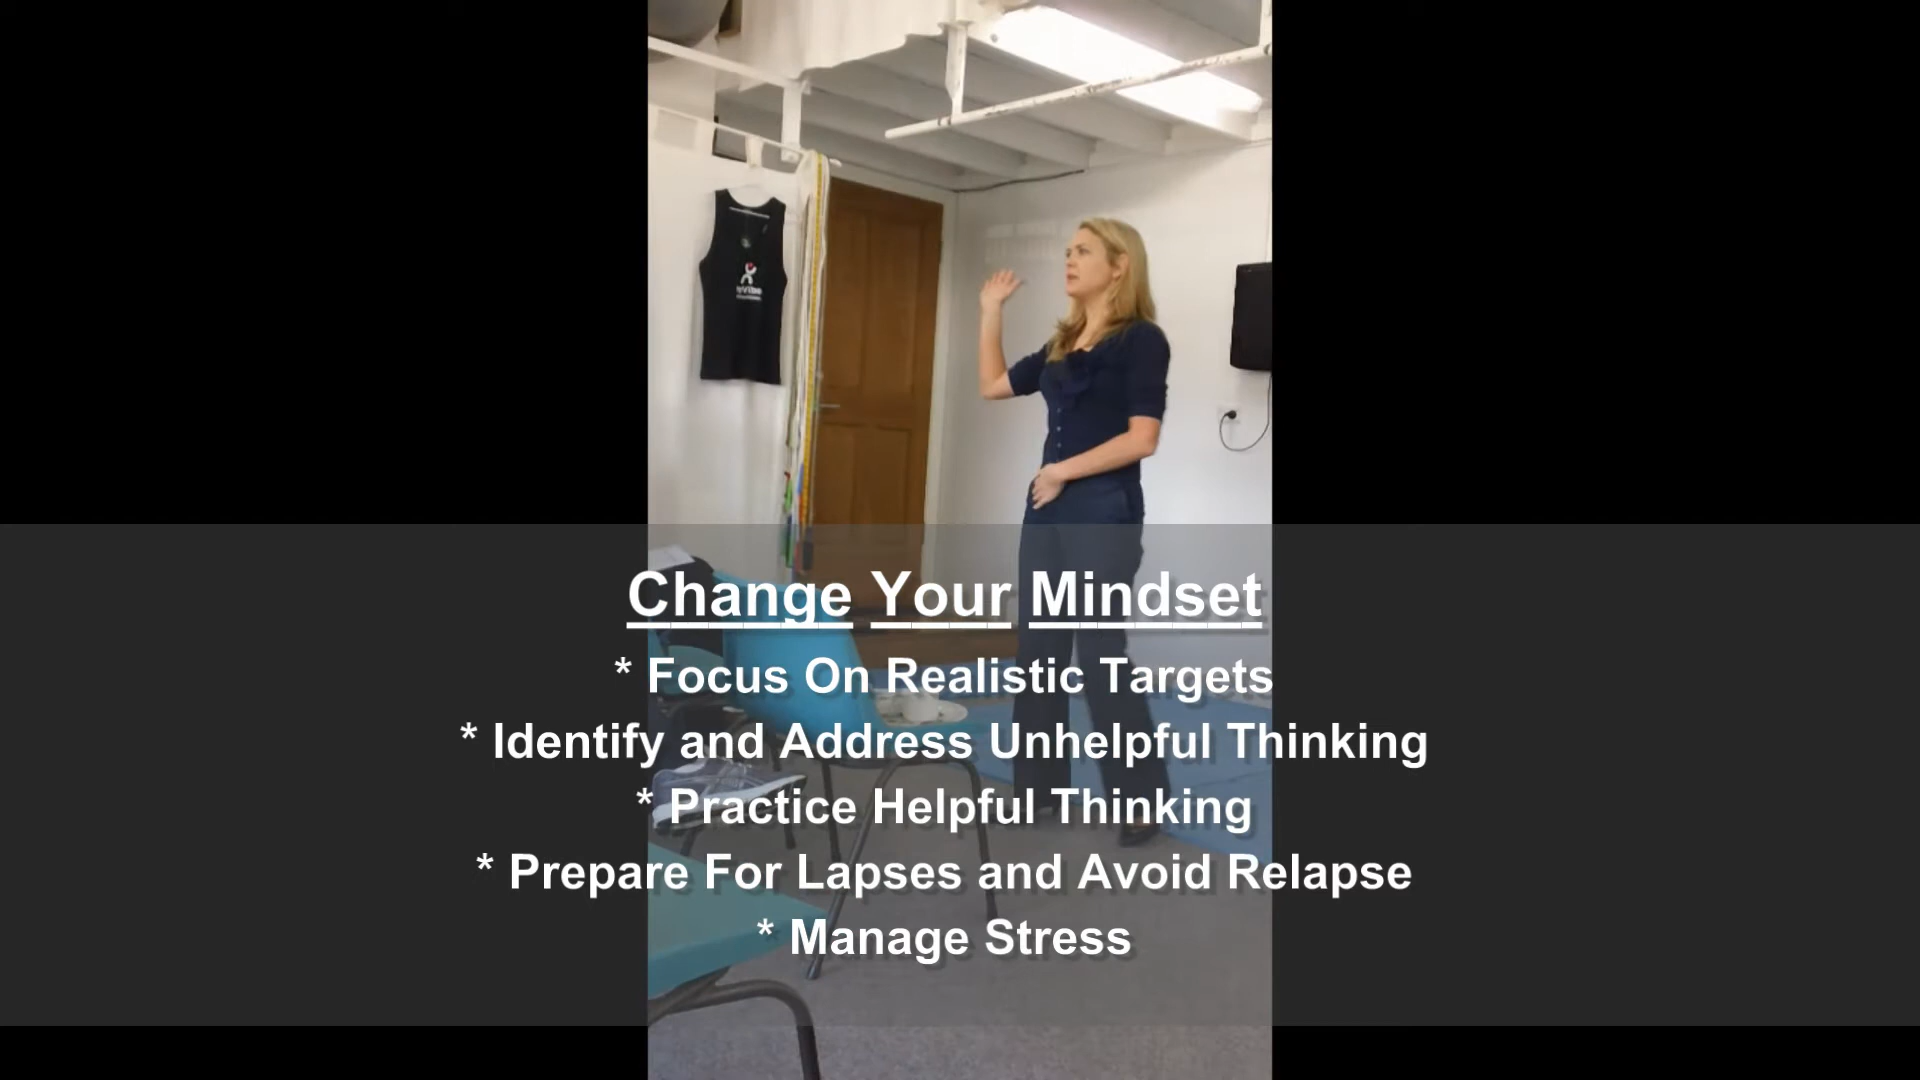 Change Your Mindset
* Focus On Realistic Targets
* Identify and Address Unhelpful Thinking
* Practice Helpful Thinking
* Prepare For Lapses and Avoid Relapse
* Manage Stress